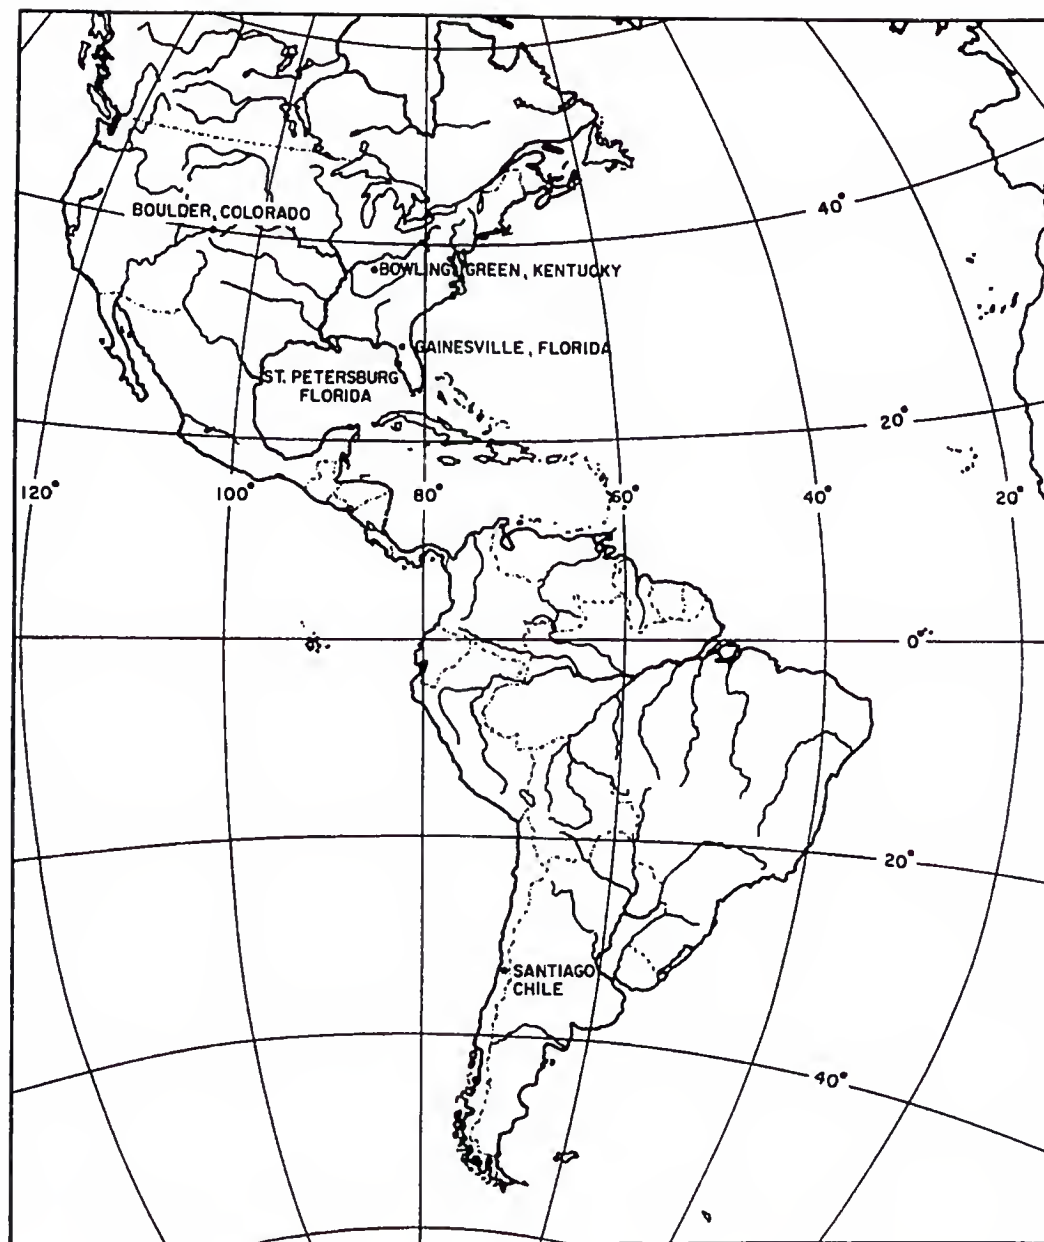 40°
BOULDER, COLORADO
BOWLING GREEN, KENTUCKY
GAINESVILLE, FLORIDA
ST. PETERSBURG
FLORIDA
20°
120°
100°
80°
60°
40°
20°
0°
20°
SANTIAGO
CHILE
40°